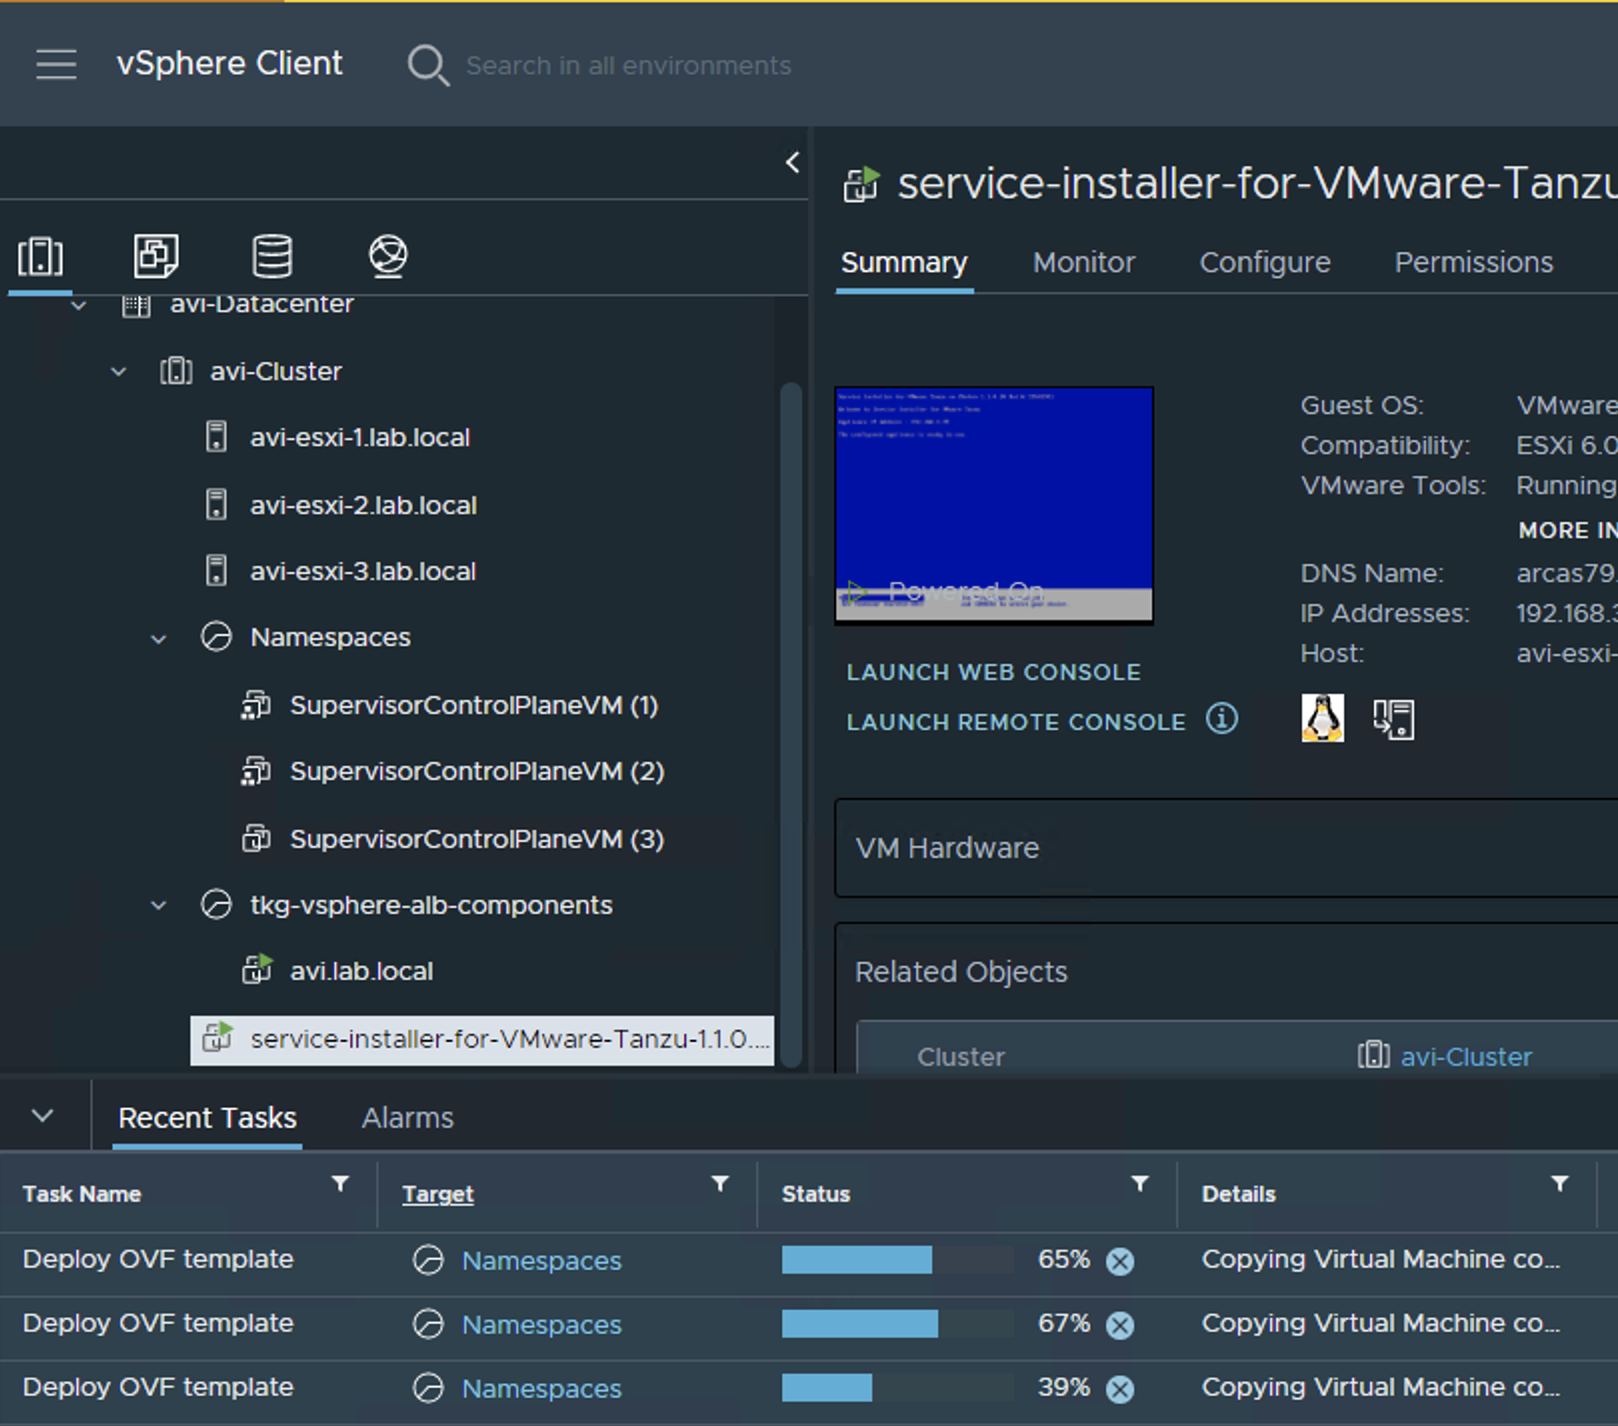 vSphere Client
Search in all environments
service-installer-for-VMware-Tanzu
Summary Monitor Configure Permissions
avi-Datacenter
avi-Cluster
avi-esxi-1.lab.local
avi-esxi-2.lab.local
avi-esxi-3.lab.local
Namespaces
SupervisorControlPlaneVM (1)
SupervisorControlPlaneVM (2)
SupervisorControlPlaneVM (3)
tkg-vsphere-alb-components
avi.lab.local
service-installer-for-VMware-Tanzu-1.1.0....
Powered On
LAUNCH WEB CONSOLE
LAUNCH REMOTE CONSOLE
Guest OS: VMware
Compatibility: ESXi 6.0
VMware Tools: Running
MORE IN
DNS Name: arcas79.
IP Addresses: 192.168.3
Host: avi-esxi-
VM Hardware
Related Objects
Cluster avi-Cluster
Recent Tasks Alarms
Task Name Target Status Details
Deploy OVF template Namespaces 65% Copying Virtual Machine co...
Deploy OVF template Namespaces 67% Copying Virtual Machine co...
Deploy OVF template Namespaces 39% Copying Virtual Machine co...